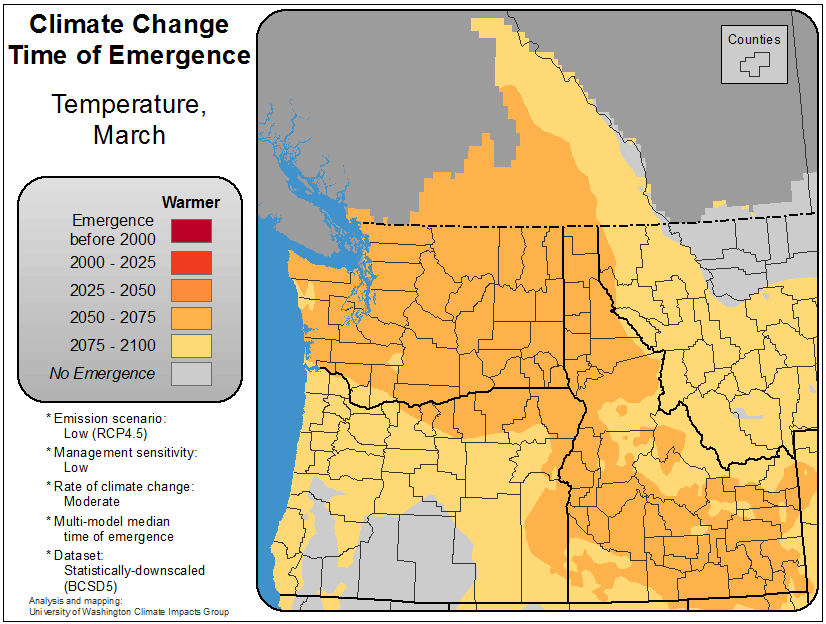 Climate Change
Time of Emergence
Temperature,
March
Counties
Warmer
Emergence
before 2000
2000 - 2025
2025 - 2050
2050 - 2075
2075 - 2100
No Emergence
* Emission scenario:
Low (RCP4.5)
* Management sensitivity:
Low
* Rate of climate change:
Moderate
* Multi-model median
time of emergence
* Dataset:
Statistically-downscaled
(BCSD5)
Analysis and mapping:
University of Washington Climate Impacts Group